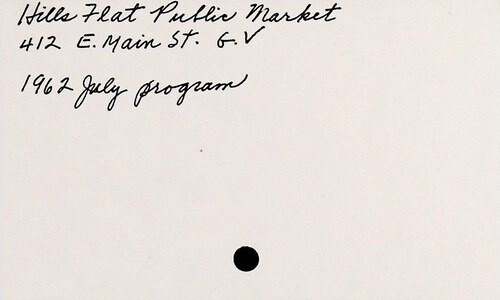 Hills Flat Public Market
412 E. Main St. G.V
1962 July program